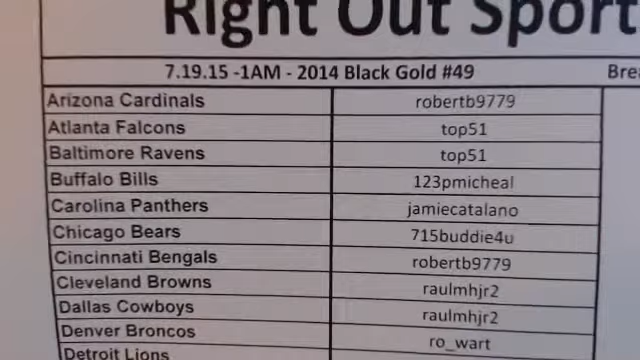 Right Out Sport
7.19.15 -1AM - 2014 Black Gold #49
Arizona Cardinals robertb9779
Atlanta Falcons top51
Baltimore Ravens top51
Buffalo Bills 123pmicheal
Carolina Panthers jamiecatalano
Chicago Bears 715buddie4u
Cincinnati Bengals robertb9779
Cleveland Browns raulmhjr2
Dallas Cowboys raulmhjr2
Denver Broncos ro_wart
Detroit Lions